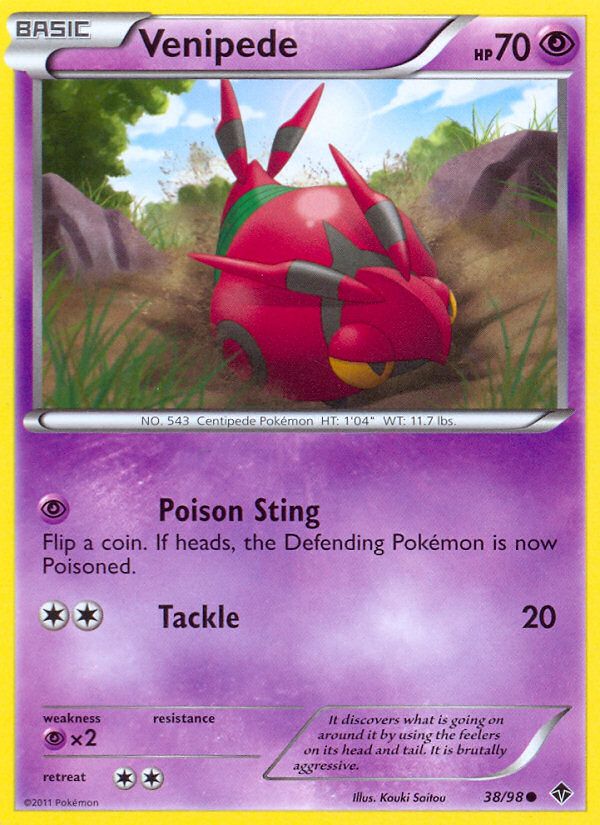 BASIC
Venipede
HP70
NO. 543 Centipede Pokémon HT: 1'04" WT: 11.7 lbs.
Poison Sting
Flip a coin. If heads, the Defending Pokémon is now
Poisoned.
Tackle 20
weakness resistance
×2
retreat
It discovers what is going on
around it by using the feelers
on its head and tail. It is brutally
aggressive.
©2011 Pokémon Illus. Kouki Saitou 38/98